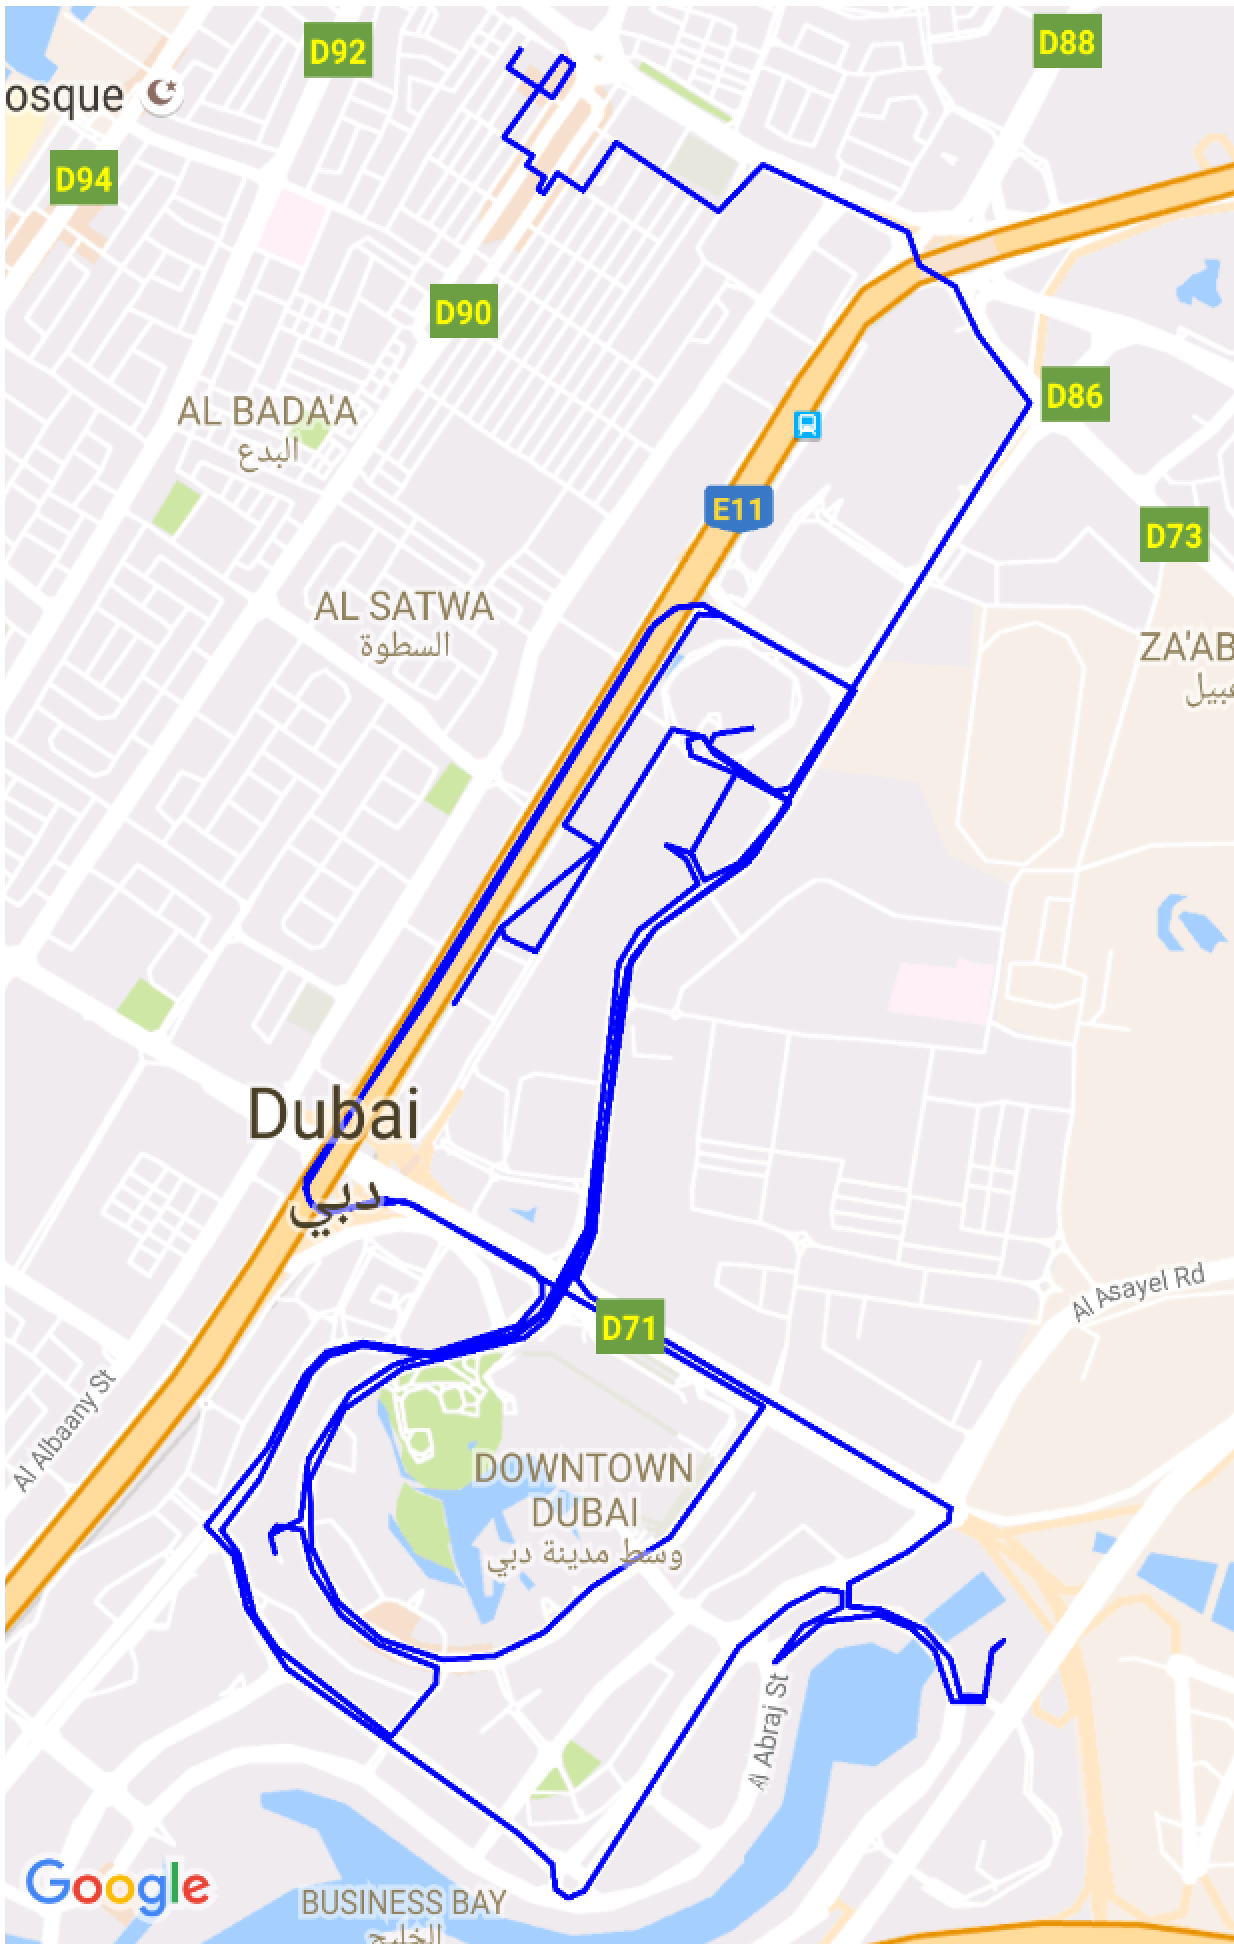 D92
D88
osque
D94
D90
AL BADA'A
البدع
D86
E11
D73
AL SATWA
السطوة
ZA'AB
عبيل
Dubai
دبي
Al Asayel Rd
D71
Al Albaany St
DOWNTOWN
DUBAI
وسط مدينة دبي
Al Abraj St
Google
BUSINESS BAY
الخليج